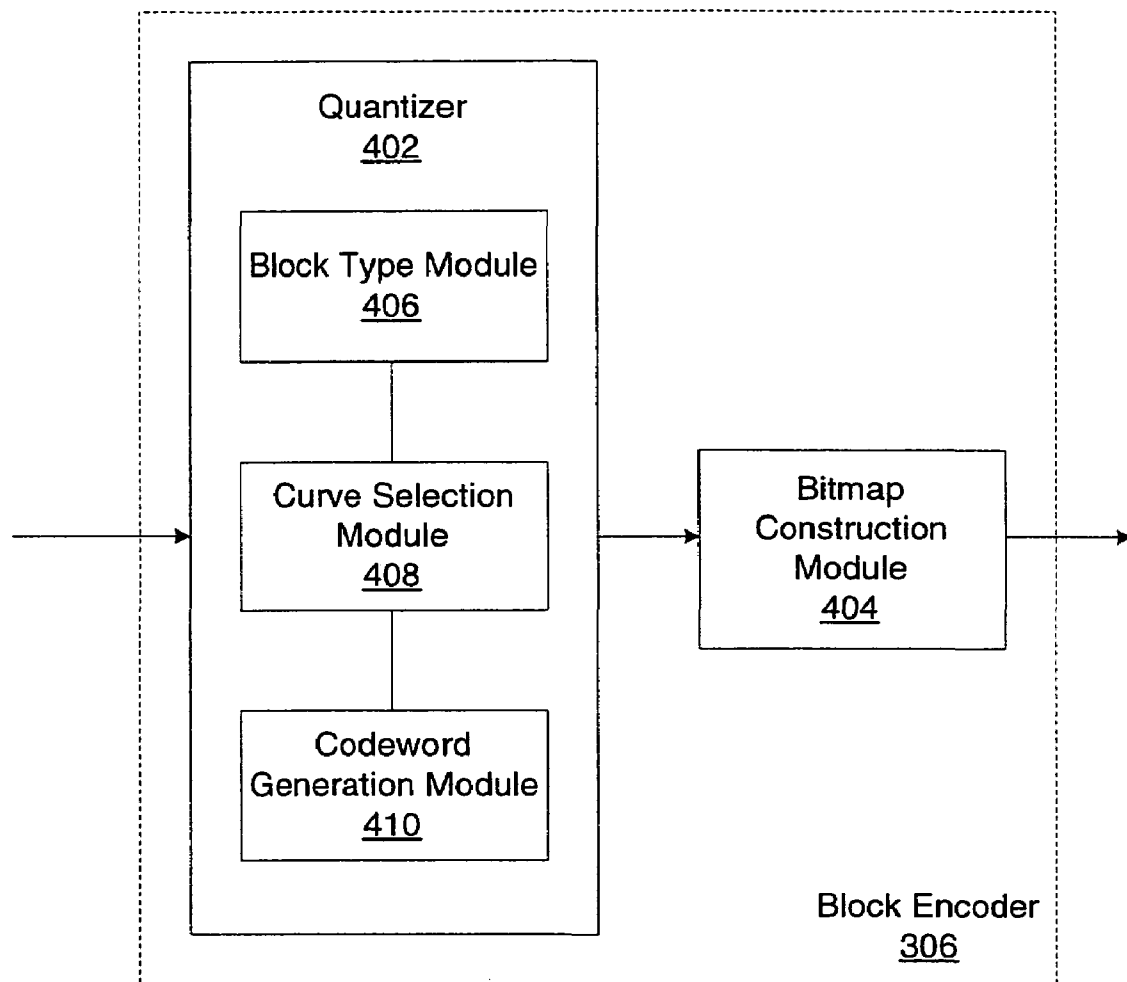 Quantizer
402
Block Type Module
406
Curve Selection
Module
408
Codeword
Generation Module
410
Bitmap
Construction
Module
404
Block Encoder
306